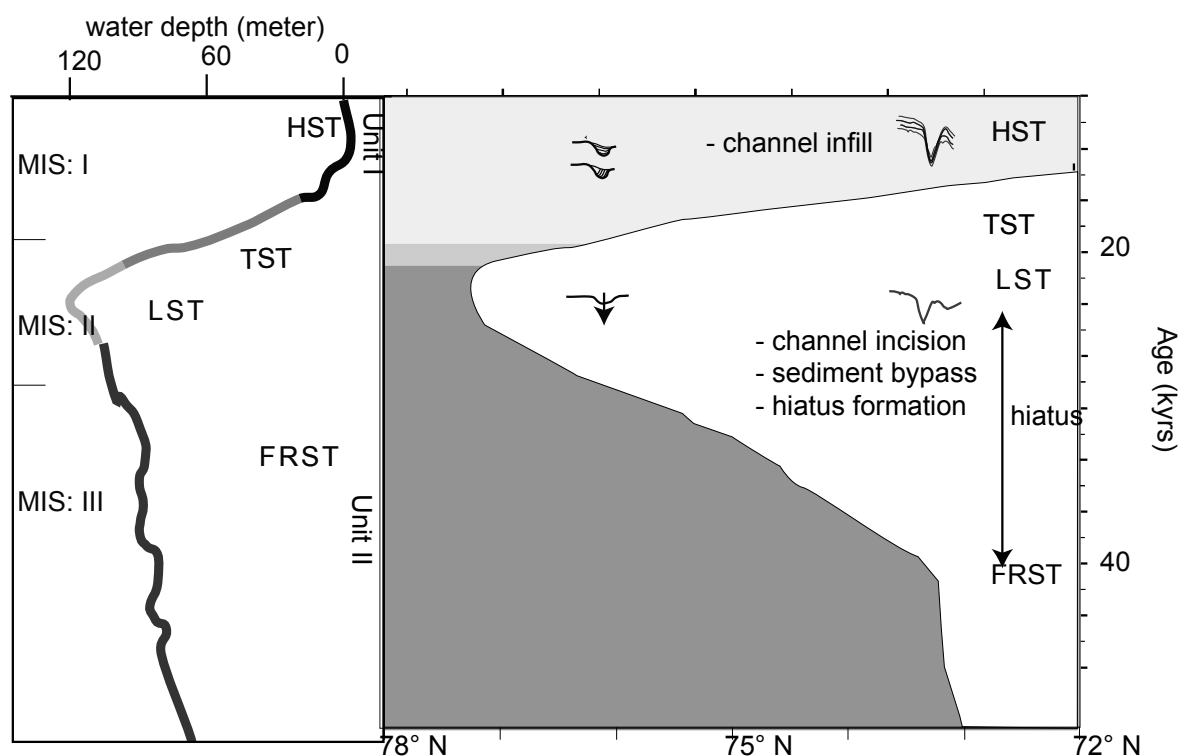 water depth (meter)
120
60
0
HST
Unit I
MIS: I
TST
LST
MIS: II
FRST
MIS: III
Unit II
- channel infill
HST
TST
20
LST
- channel incision
- sediment bypass
- hiatus formation
hiatus
Age (kyrs)
40
FRST
78° N
75° N
72° N